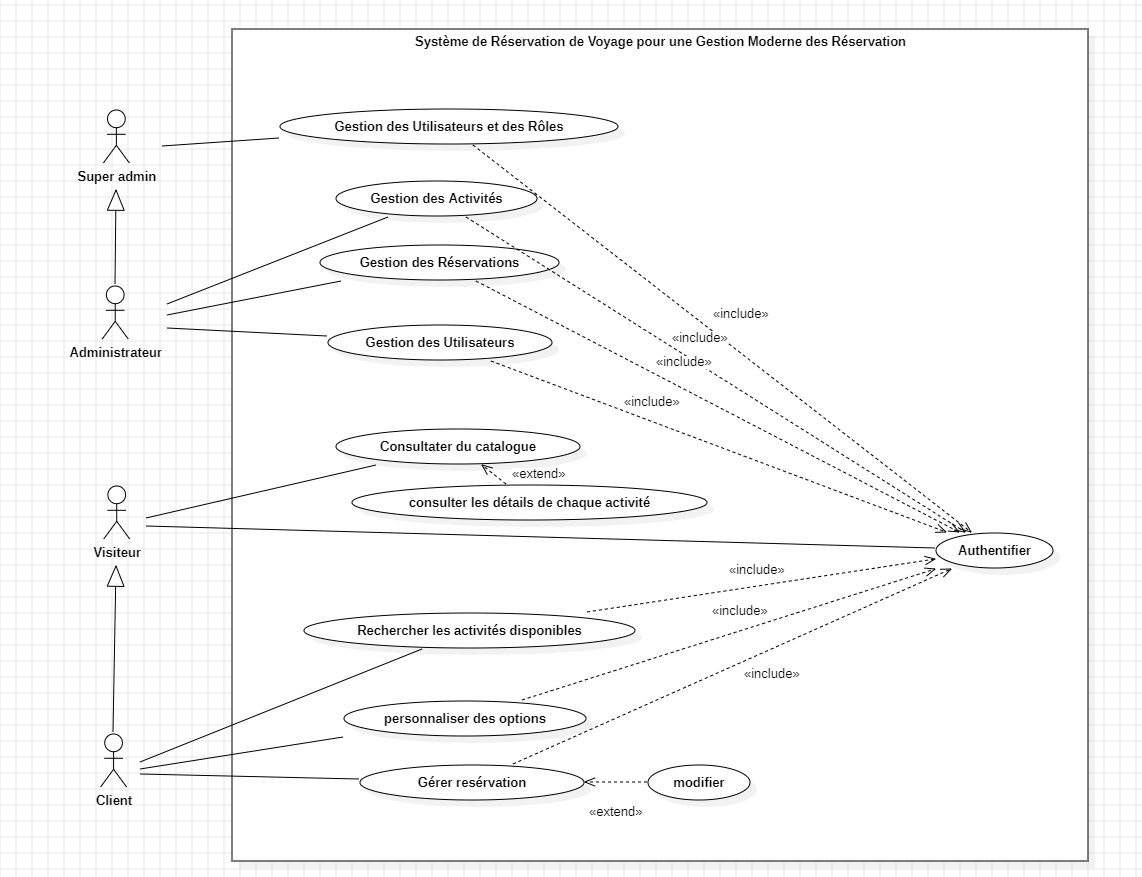 Système de Réservation de Voyage pour une Gestion Moderne des Réservation
Gestion des Utilisateurs et des Rôles
Super admin
Gestion des Activités
Gestion des Réservations
«include»
«include»
Gestion des Utilisateurs
Administrateur
«include»
«include»
Consultater du catalogue
«extend»
consulter les détails de chaque activité
Visiteur
Authentifier
«include»
«include»
Rechercher les activités disponibles
«include»
personnaliser des options
Gérer resérvation
modifier
Client
«extend»